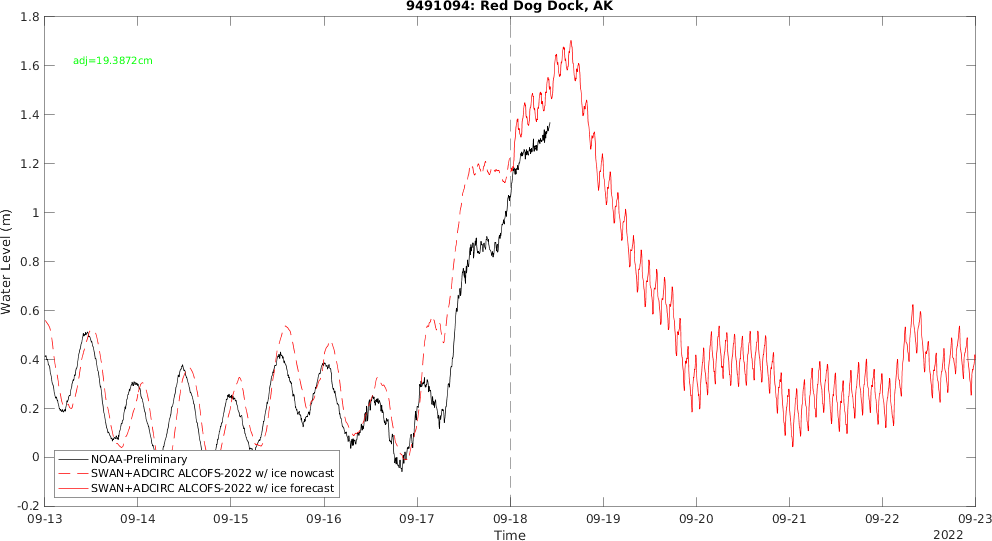 9491094: Red Dog Dock, AK
adj=19.3872cm
Water Level (m)
1.8
1.6
1.4
1.2
1
0.8
0.6
0.4
0.2
0
-0.2
NOAA-Preliminary
SWAN+ADCIRC ALCOFS-2022 w/ ice nowcast
SWAN+ADCIRC ALCOFS-2022 w/ ice forecast
09-13 09-14 09-15 09-16 09-17 09-18 09-19 09-20 09-21 09-22 09-23
Time
2022